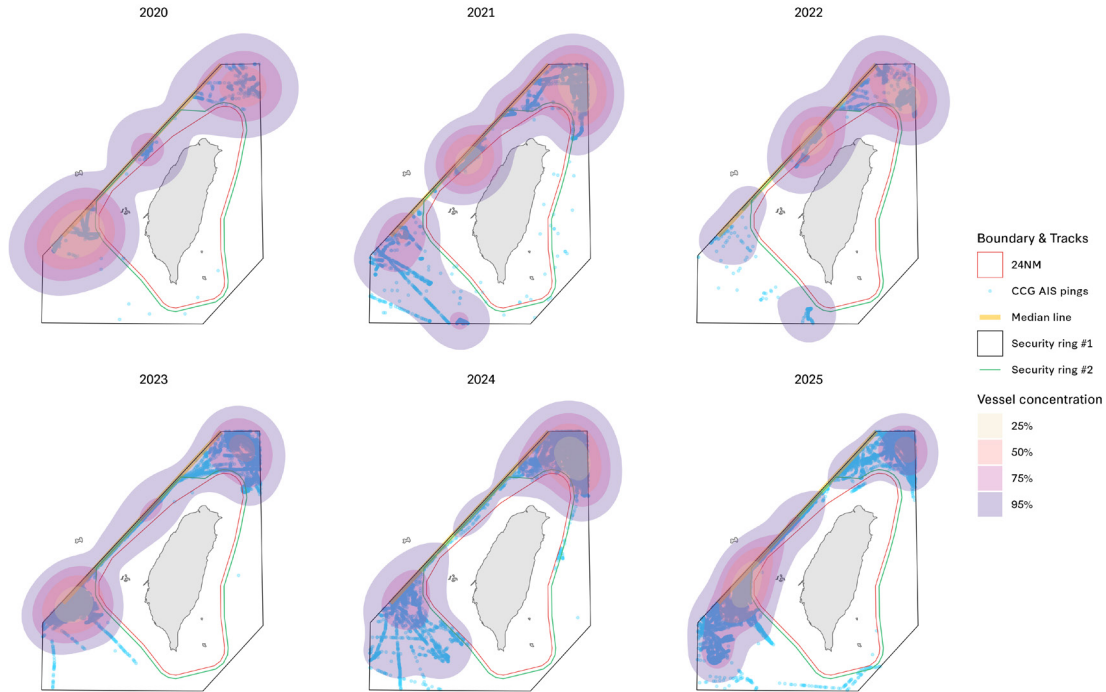 2020
2021
2022
2023
2024
2025
Boundary & Tracks
24NM
CCG AIS pings
Median line
Security ring #1
Security ring #2
Vessel concentration
25%
50%
75%
95%